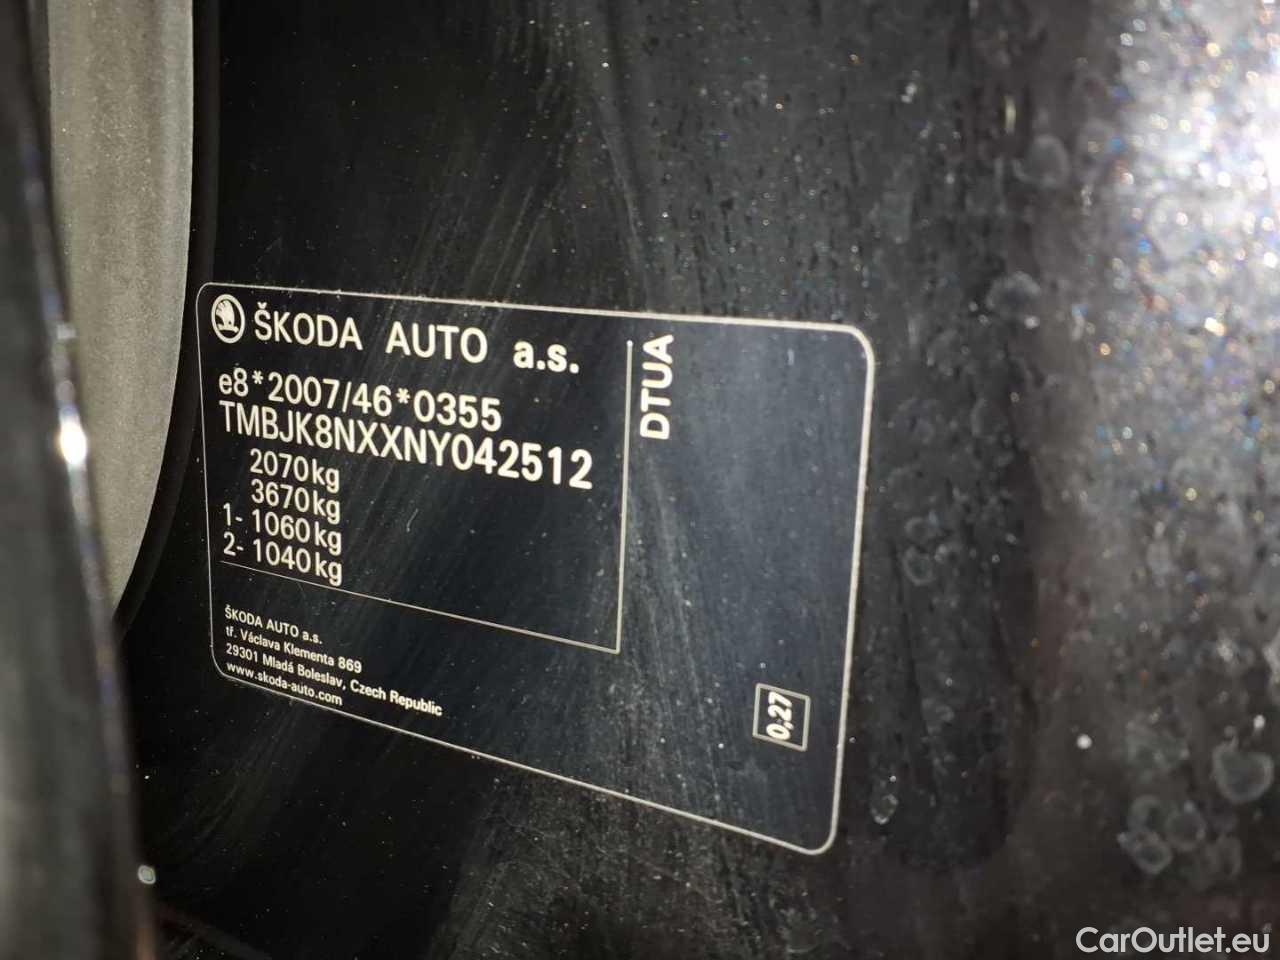 ŠKODA AUTO a.s.
e8*2007/46*0355
TMBJK8NXXNY042512
2070kg
3670kg
1- 1060kg
2- 1040kg
DTUA
ŠKODA AUTO a.s.
tř. Václava Klementa 869
29301 Mladá Boleslav, Czech Republic
www.skoda-auto.com
0,27
CarOutlet.eu